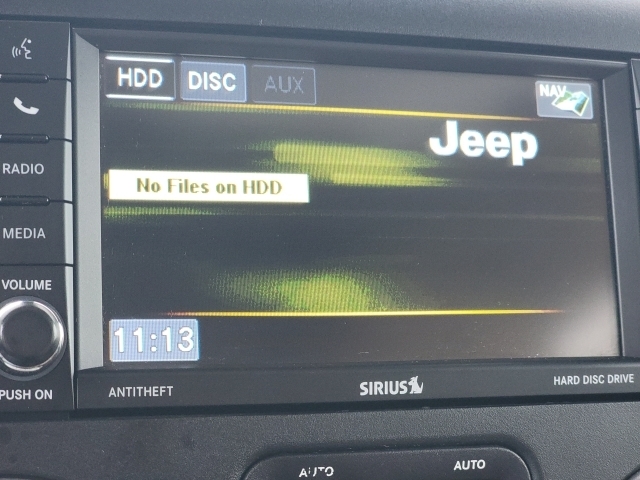 HDD DISC AUX
NAV
Jeep
RADIO
No Files on HDD
MEDIA
VOLUME
11:13
PUSH ON
ANTITHEFT
SIRIUS
HARD DISC DRIVE
AUTO
AUTO